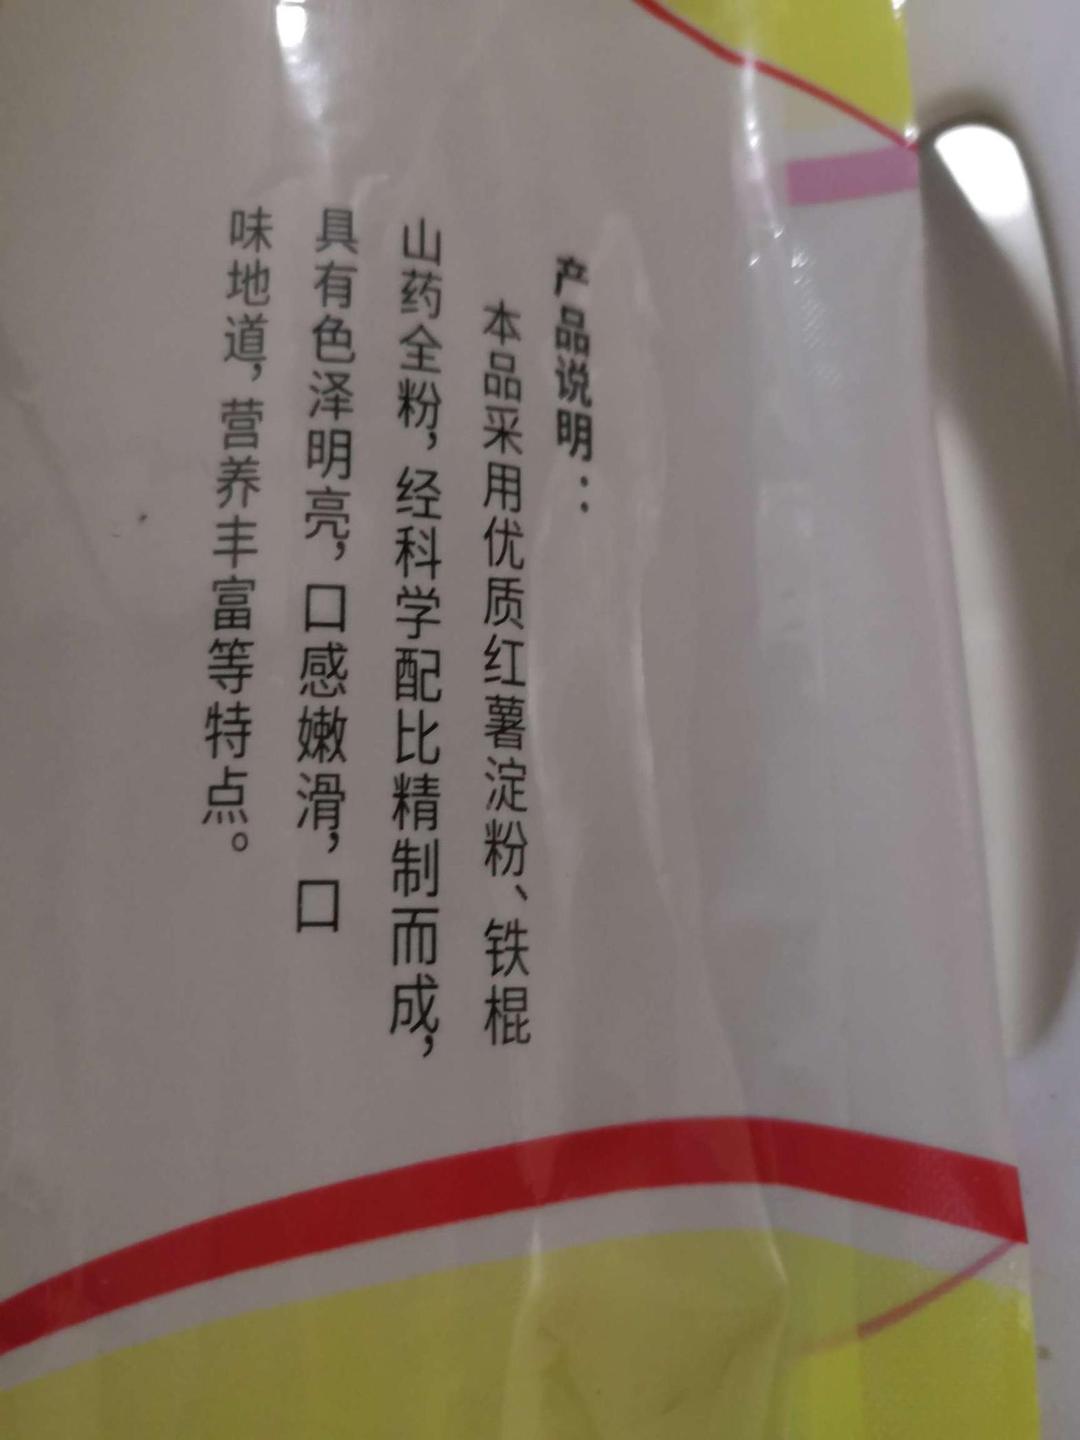 产品说明：
本品采用优质红薯淀粉、铁棍
山药全粉，经科学配比精制而成，
具有色泽明亮，口感嫩滑，口
味地道，营养丰富等特点。